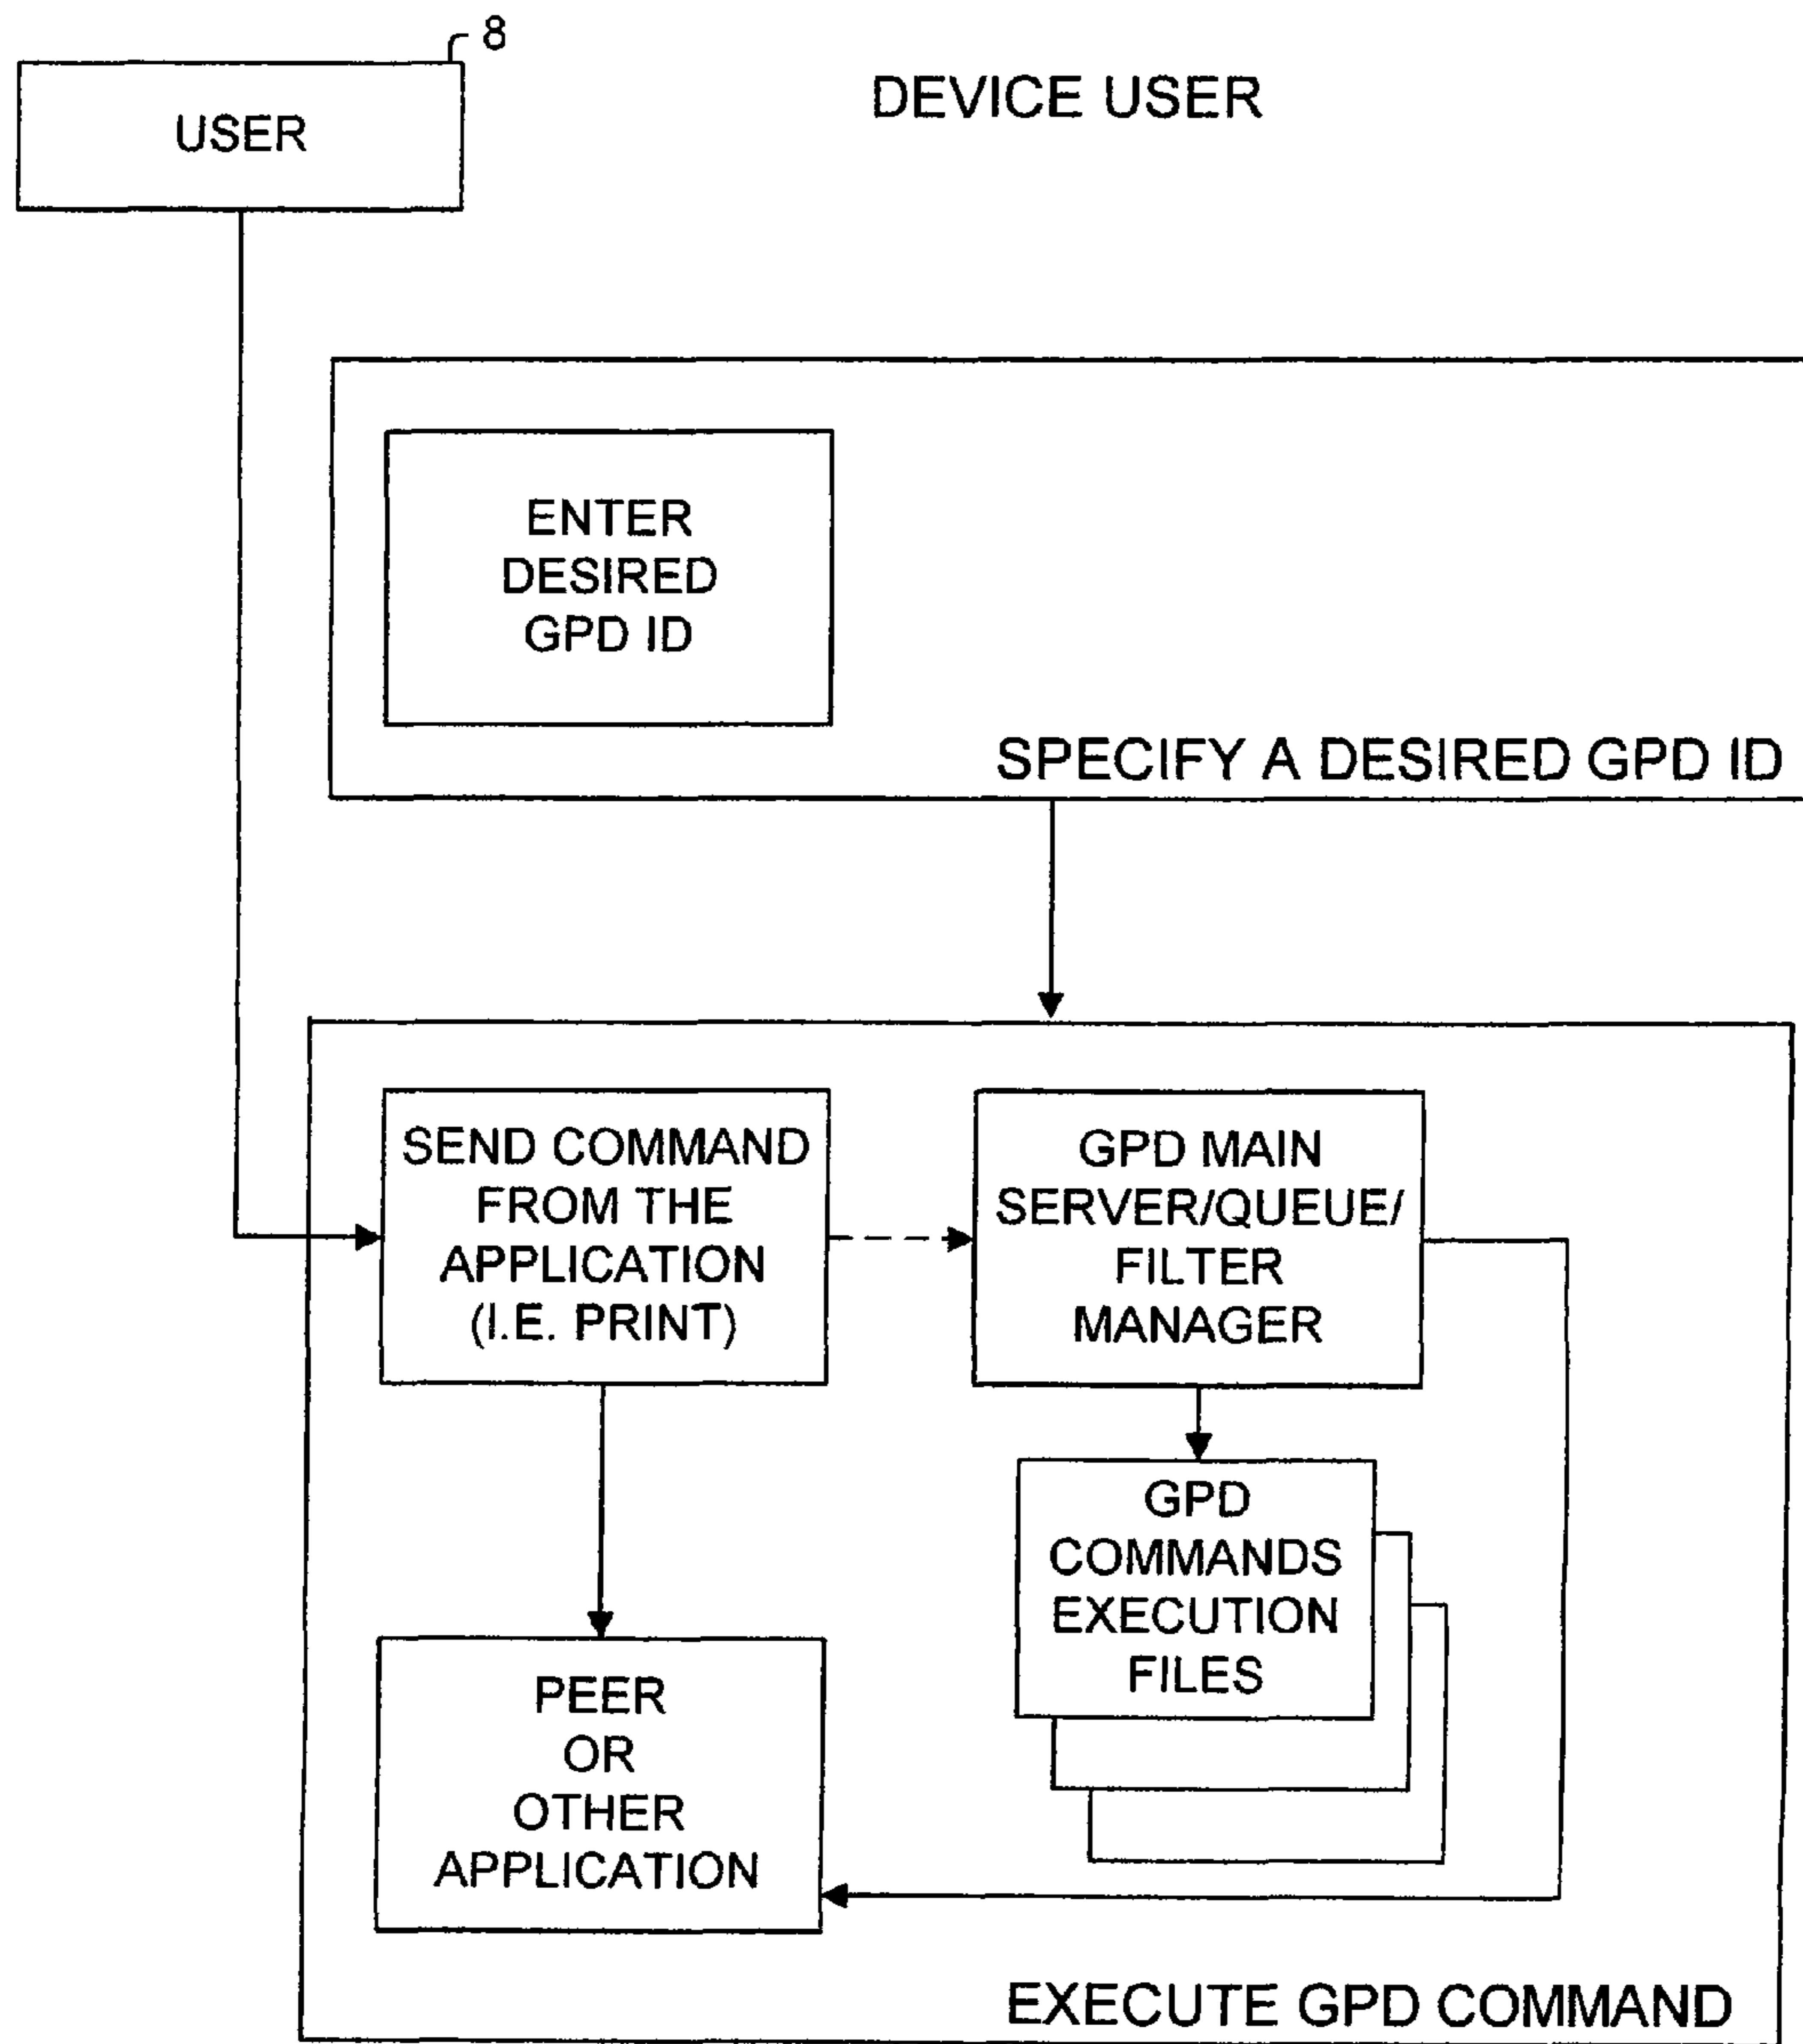 8
USER
DEVICE USER
ENTER
DESIRED
GPD ID
SPECIFY A DESIRED GPD ID
SEND COMMAND
FROM THE
APPLICATION
(I.E. PRINT)
GPD MAIN
SERVER/QUEUE/
FILTER
MANAGER
GPD
COMMANDS
EXECUTION
FILES
PEER
OR
OTHER
APPLICATION
EXECUTE GPD COMMAND